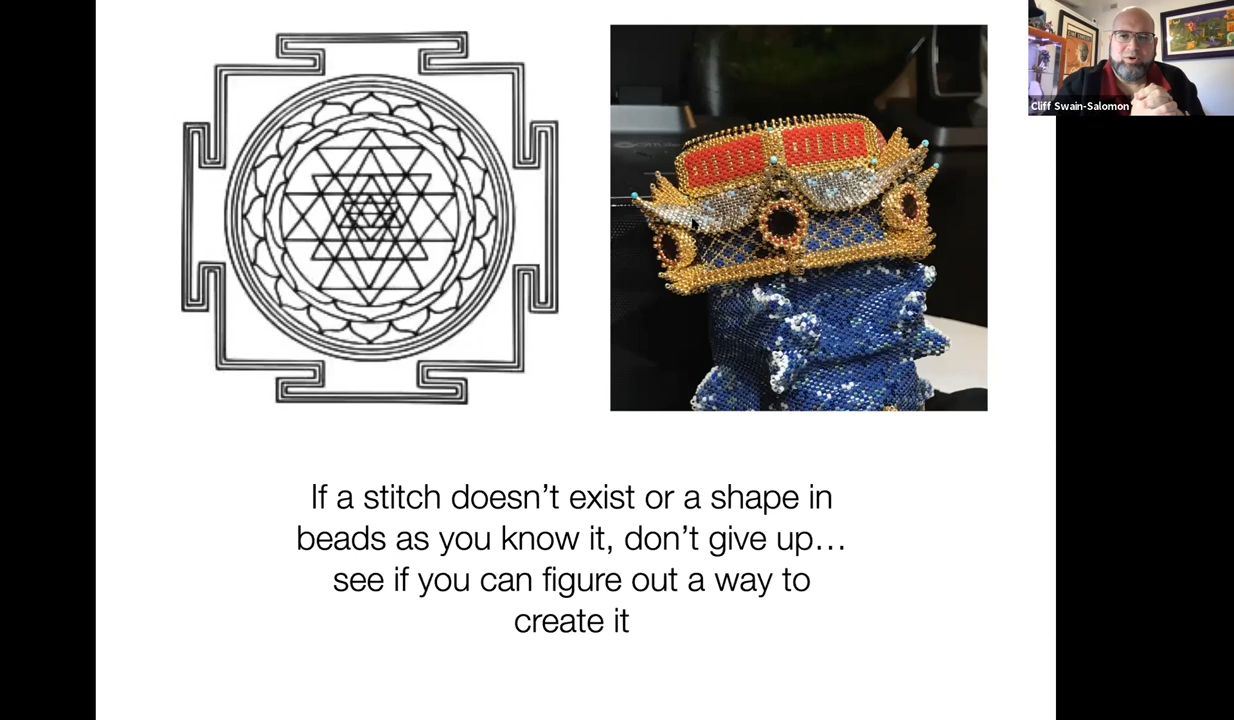 Cliff Swain-Salomon
If a stitch doesn’t exist or a shape in
beads as you know it, don’t give up…
see if you can figure out a way to
create it